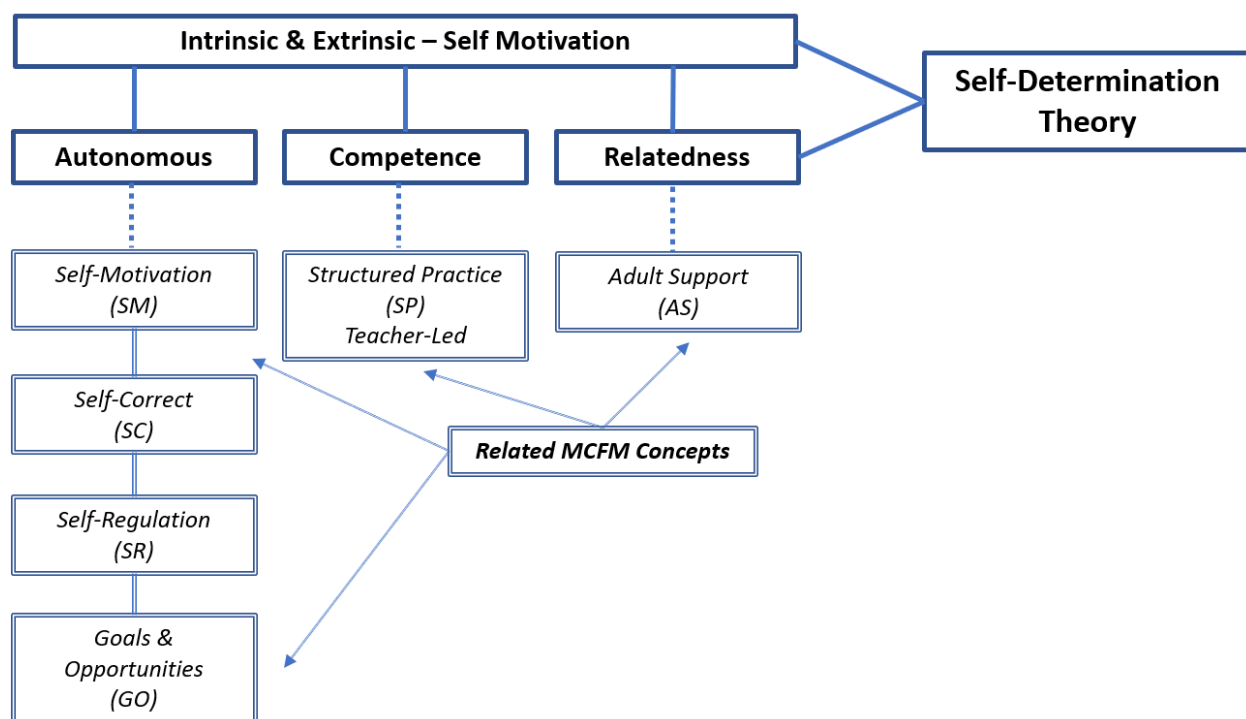 Intrinsic & Extrinsic – Self Motivation
Self-Determination
Theory
Autonomous
Competence
Relatedness
Self-Motivation
(SM)
Structured Practice
(SP)
Teacher-Led
Adult Support
(AS)
Self-Correct
(SC)
Related MCFM Concepts
Self-Regulation
(SR)
Goals &
Opportunities
(GO)